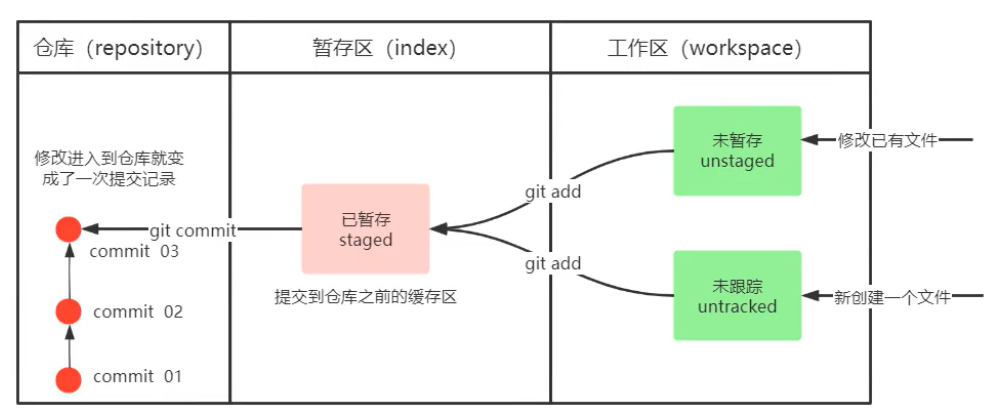 仓库（repository）
暂存区（index）
工作区（workspace）
修改进入到仓库就变
成了一次提交记录
git commit
commit 03
commit 02
commit 01
已暂存
staged
提交到仓库之前的缓存区
git add
git add
未暂存
unstaged
修改已有文件
未跟踪
untracked
新创建一个文件